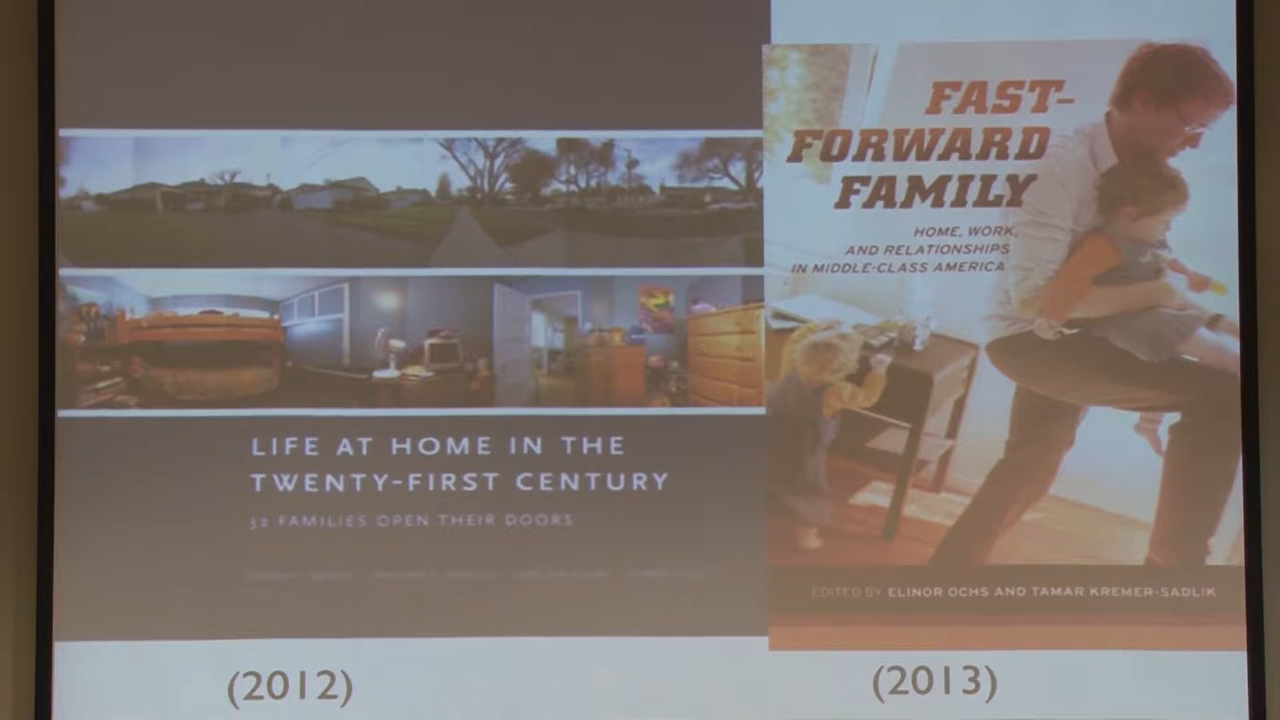 LIFE AT HOME IN THE
TWENTY-FIRST CENTURY
32 FAMILIES OPEN THEIR DOORS
(2012)
FAST-
FORWARD
FAMILY
HOME, WORK,
AND RELATIONSHIPS
IN MIDDLE-CLASS AMERICA
EDITED BY ELINOR OCHS AND TAMAR KREMER-SADLIK
(2013)